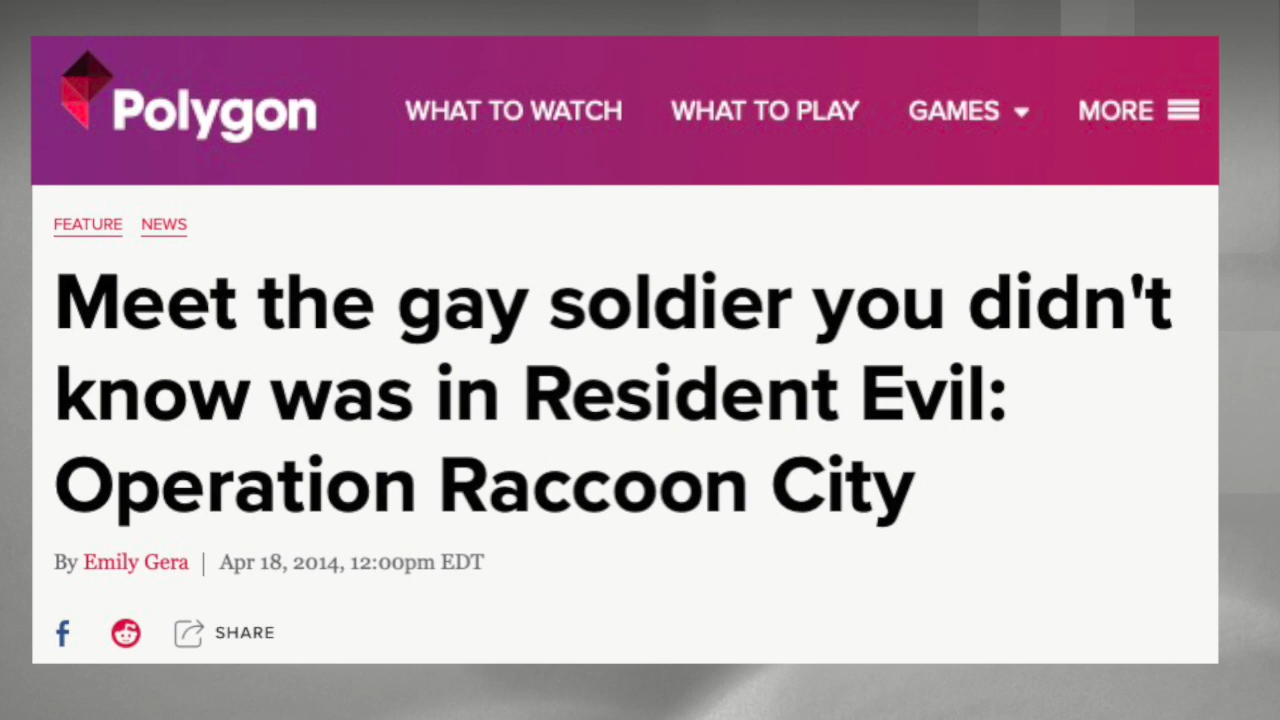 Polygon
WHAT TO WATCH
WHAT TO PLAY
GAMES
MORE
FEATURE NEWS
Meet the gay soldier you didn't
know was in Resident Evil:
Operation Raccoon City
By Emily Gera | Apr 18, 2014, 12:00pm EDT
SHARE